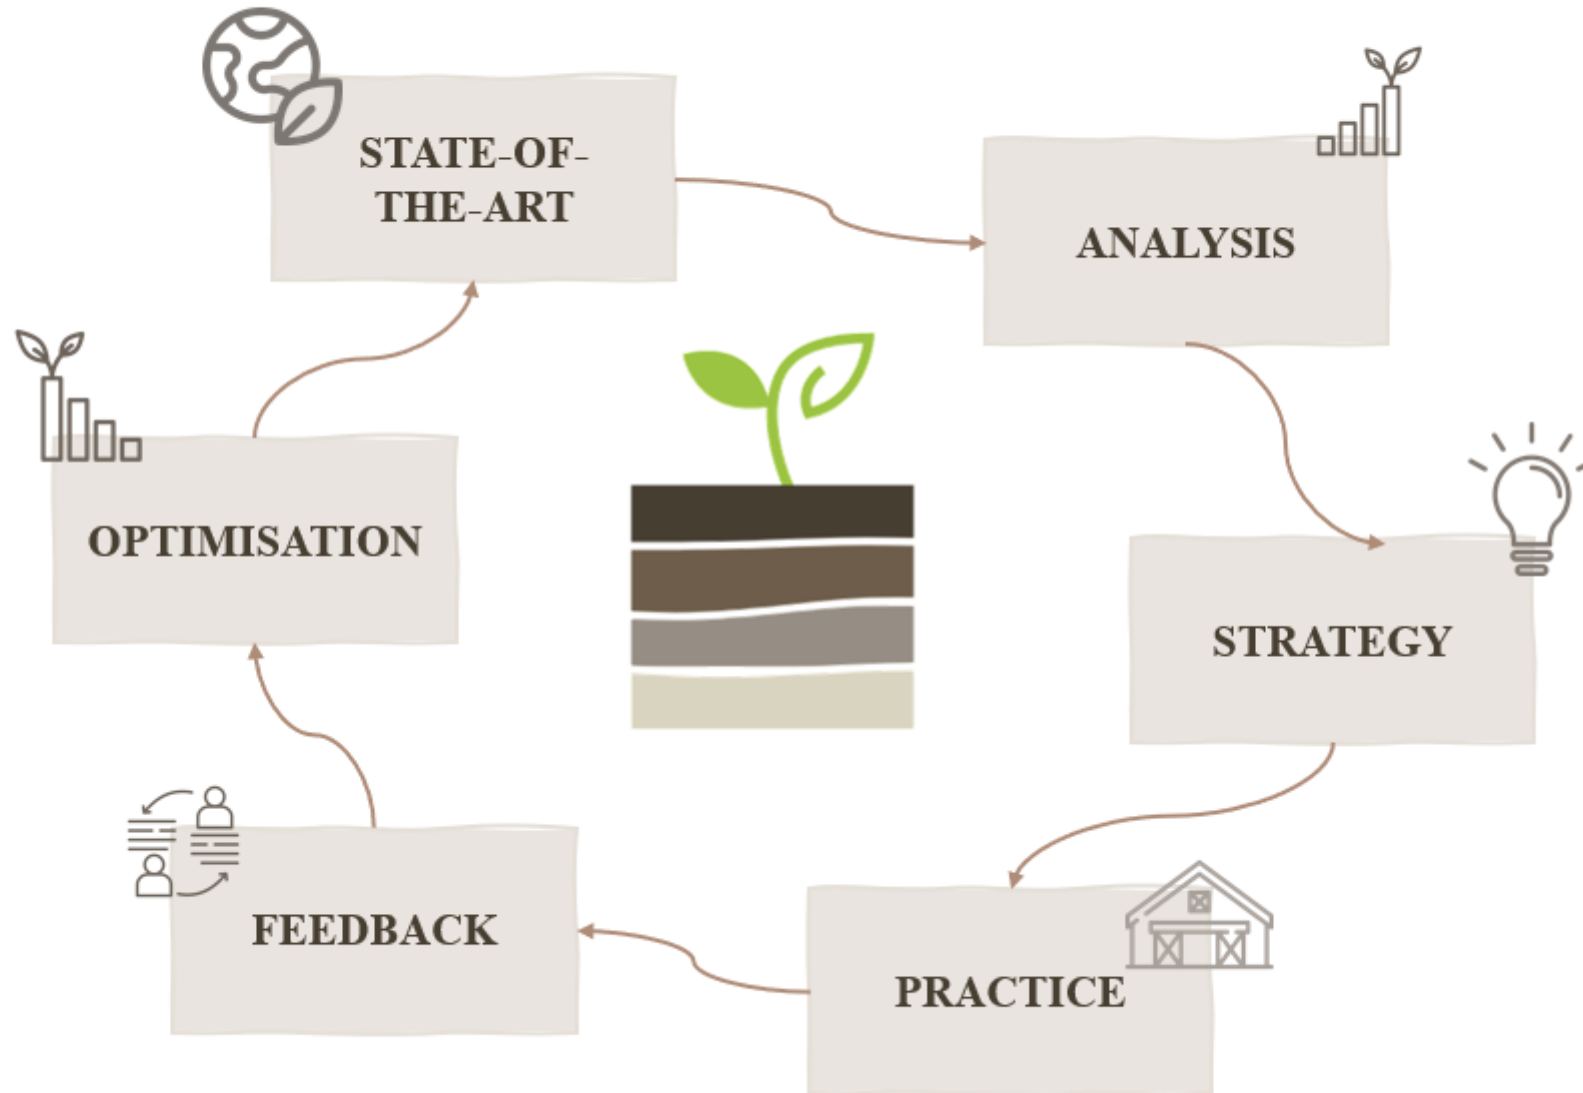 STATE-OF-
THE-ART
ANALYSIS
STRATEGY
PRACTICE
FEEDBACK
OPTIMISATION